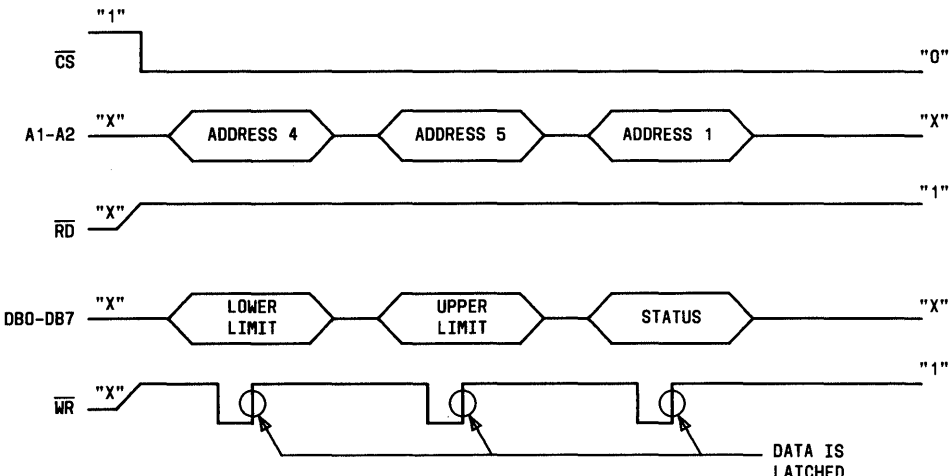 "1"
CS
"0"
A1-A2 "X" ADDRESS 4 ADDRESS 5 ADDRESS 1 "X"
RD "X" "1"
DB0-DB7 "X" LOWER LIMIT UPPER LIMIT STATUS "X"
WR "X" "1"
DATA IS
LATCHED